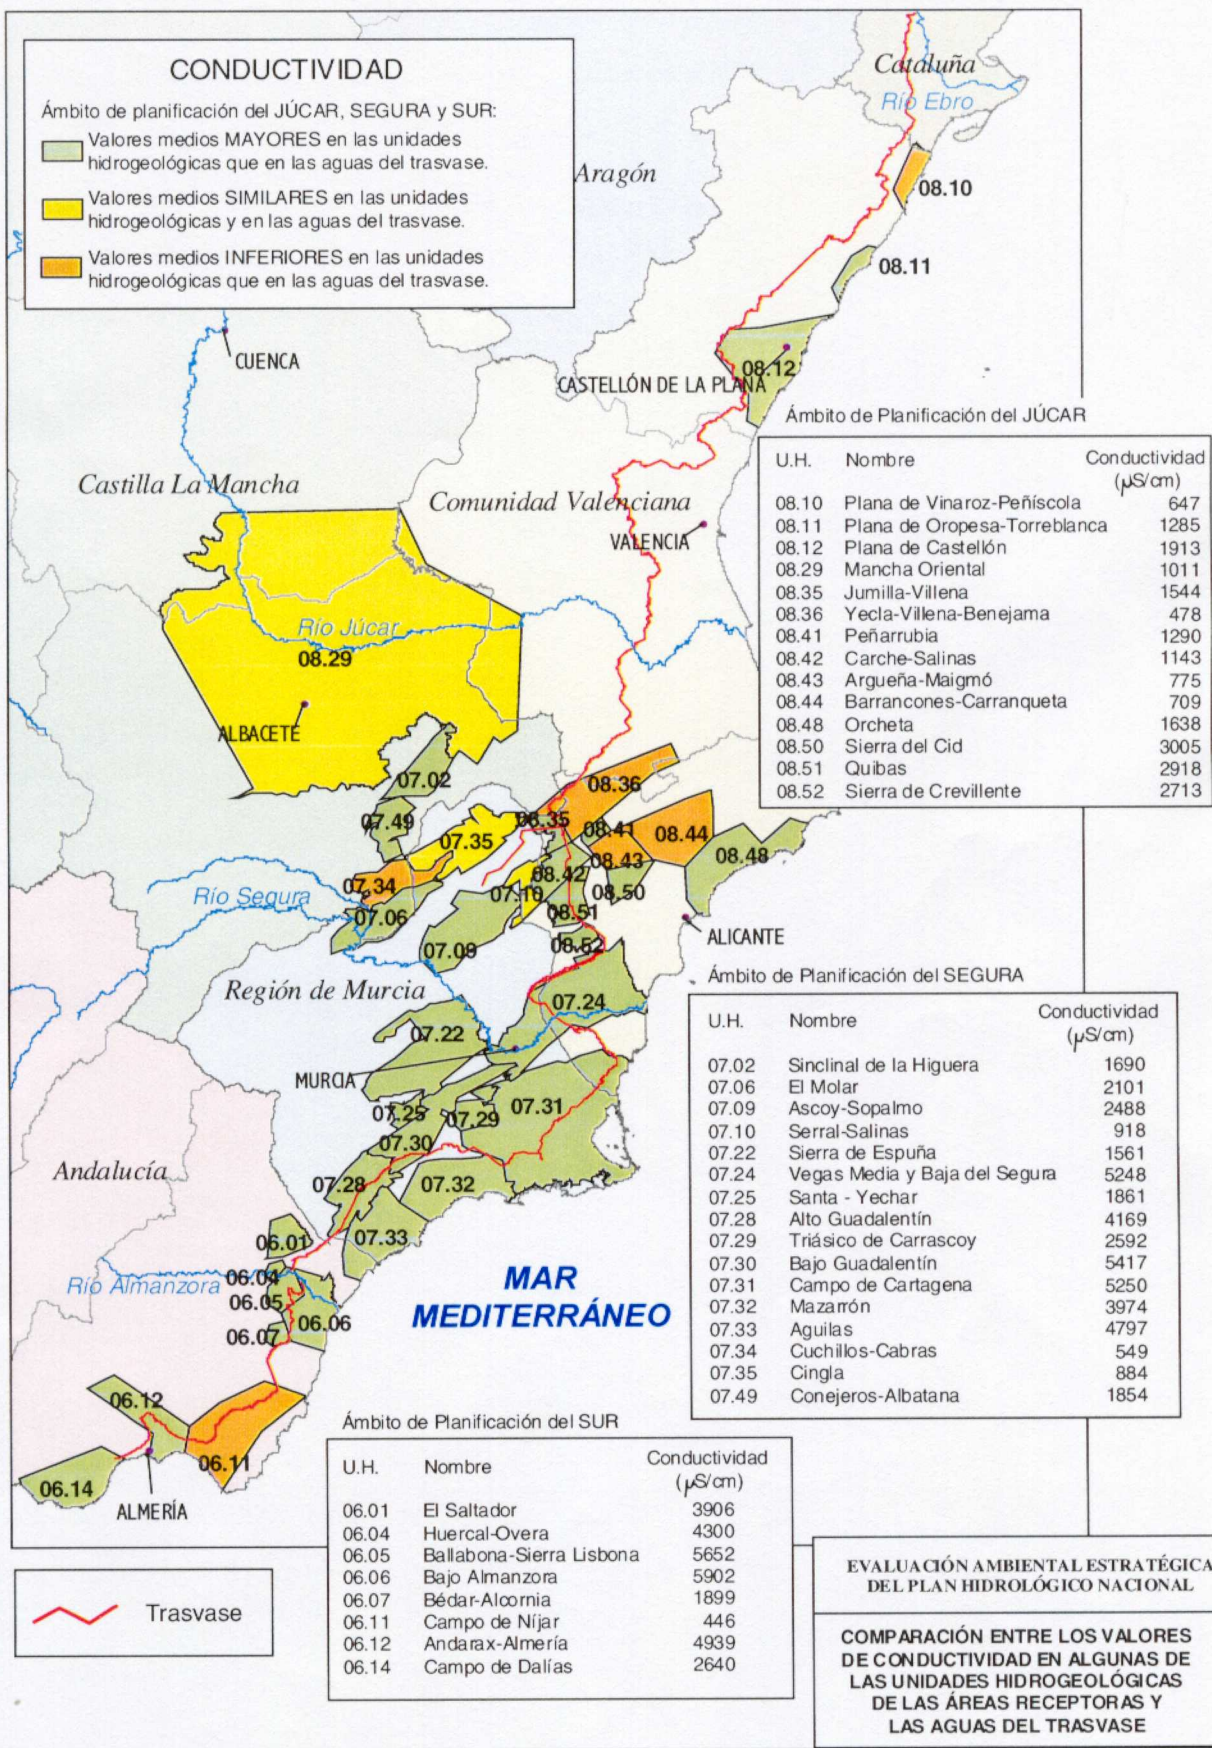 CONDUCTIVIDAD
Ámbito de planificación del JÚCAR, SEGURA y SUR:
Valores medios MAYORES en las unidades
hidrogeológicas que en las aguas del trasvase.
Valores medios SIMILARES en las unidades
hidrogeológicas y en las aguas del trasvase.
Valores medios INFERIORES en las unidades
hidrogeológicas que en las aguas del trasvase.
Cataluña
Río Ebro
Aragón
08.10
08.11
CUENCA
08.12
CASTELLÓN DE LA PLANA
Castilla La Mancha
Comunidad Valenciana
VALENCIA
Río Júcar
08.29
ALBACETE
07.02
08.36
07.49
08.35
08.41
08.44
07.35
08.43
08.48
07.34
08.42
Río Segura
07.10
08.50
07.06
08.51
ALICANTE
07.09
08.52
Región de Murcia
07.24
07.22
MURCIA
07.25
07.29
07.31
07.30
Andalucía
07.28
07.32
07.33
06.01
06.04
Río Almanzora
06.05
06.06
06.07
MAR
MEDITERRÁNEO
06.12
06.11
06.14
ALMERÍA
Ámbito de Planificación del JÚCAR
U.H. Nombre Conductividad
(µS/cm)
08.10 Plana de Vinaroz-Peñíscola 647
08.11 Plana de Oropesa-Torreblanca 1285
08.12 Plana de Castellón 1913
08.29 Mancha Oriental 1011
08.35 Jumilla-Villena 1544
08.36 Yecla-Villena-Benejama 478
08.41 Peñarrubia 1290
08.42 Carche-Salinas 1143
08.43 Argueña-Maigmó 775
08.44 Barrancones-Carranqueta 709
08.48 Orcheta 1638
08.50 Sierra del Cid 3005
08.51 Quibas 2918
08.52 Sierra de Crevillente 2713
Ámbito de Planificación del SEGURA
U.H. Nombre Conductividad
(µS/cm)
07.02 Sinclinal de la Higuera 1690
07.06 El Molar 2101
07.09 Ascoy-Sopalmo 2488
07.10 Serral-Salinas 918
07.22 Sierra de Espuña 1561
07.24 Vegas Media y Baja del Segura 5248
07.25 Santa - Yechar 1861
07.28 Alto Guadalentín 4169
07.29 Triásico de Carrascoy 2592
07.30 Bajo Guadalentín 5417
07.31 Campo de Cartagena 5250
07.32 Mazarrón 3974
07.33 Aguilas 4797
07.34 Cuchillos-Cabras 549
07.35 Cingla 884
07.49 Conejeros-Albatana 1854
Ámbito de Planificación del SUR
U.H. Nombre Conductividad
(µS/cm)
06.01 El Saltador 3906
06.04 Huercal-Overa 4300
06.05 Ballabona-Sierra Lisbona 5652
06.06 Bajo Almanzora 5902
06.07 Bédar-Alcornia 1899
06.11 Campo de Níjar 446
06.12 Andarax-Almería 4939
06.14 Campo de Dalías 2640
Trasvase
EVALUACIÓN AMBIENTAL ESTRATÉGICA
DEL PLAN HIDROLÓGICO NACIONAL
COMPARACIÓN ENTRE LOS VALORES
DE CONDUCTIVIDAD EN ALGUNAS DE
LAS UNIDADES HIDROGEOLÓGICAS
DE LAS ÁREAS RECEPTORAS Y
LAS AGUAS DEL TRASVASE